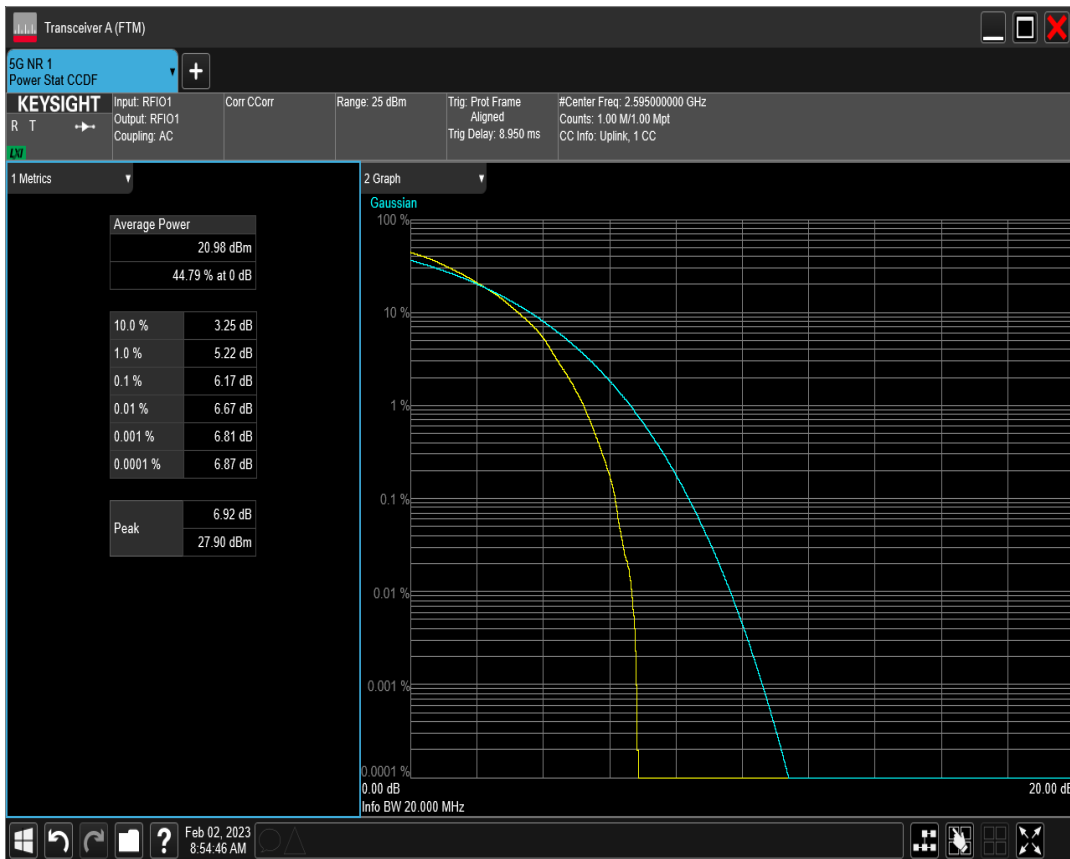 Transceiver A (FTM)
5G NR 1
Power Stat CCDF
+
KEYSIGHT
R T
LXI
Input: RFIO1
Output: RFIO1
Coupling: AC
Corr CCorr
Range: 25 dBm
Trig: Prot Frame
Aligned
Trig Delay: 8.950 ms
#Center Freq: 2.595000000 GHz
Counts: 1.00 M/1.00 Mpt
CC Info: Uplink, 1 CC
1 Metrics
Average Power
20.98 dBm
44.79 % at 0 dB
10.0 % 3.25 dB
1.0 % 5.22 dB
0.1 % 6.17 dB
0.01 % 6.67 dB
0.001 % 6.81 dB
0.0001 % 6.87 dB
Peak
6.92 dB
27.90 dBm
2 Graph
Gaussian
100 %
10 %
1 %
0.1 %
0.01 %
0.001 %
0.0001 %
0.00 dB
20.00 dB
Info BW 20.000 MHz
?
Feb 02, 2023
8:54:46 AM